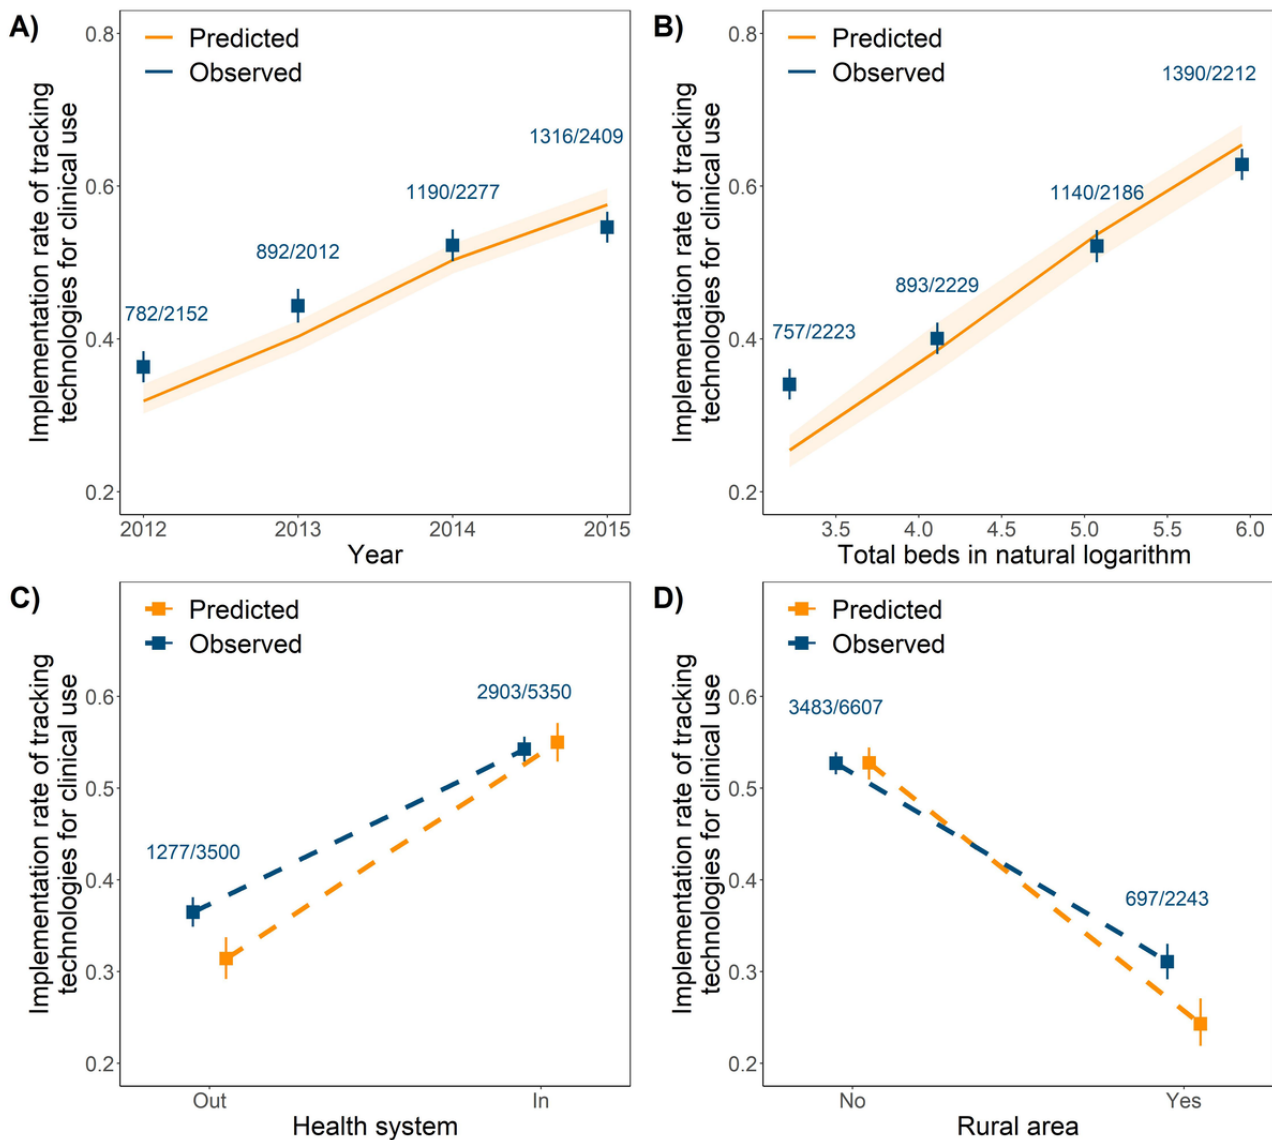 A)
Predicted
Observed
Implementation rate of tracking
technologies for clinical use
0.8
0.6
0.4
0.2
782/2152
892/2012
1190/2277
1316/2409
2012
2013
2014
2015
Year
B)
Predicted
Observed
Implementation rate of tracking
technologies for clinical use
0.8
0.6
0.4
0.2
757/2223
893/2229
1140/2186
1390/2212
3.5
4.0
4.5
5.0
5.5
6.0
Total beds in natural logarithm
C)
Predicted
Observed
Implementation rate of tracking
technologies for clinical use
0.6
0.5
0.4
0.3
0.2
1277/3500
2903/5350
Out
In
Health system
D)
Predicted
Observed
Implementation rate of tracking
technologies for clinical use
0.6
0.5
0.4
0.3
0.2
3483/6607
697/2243
No
Yes
Rural area